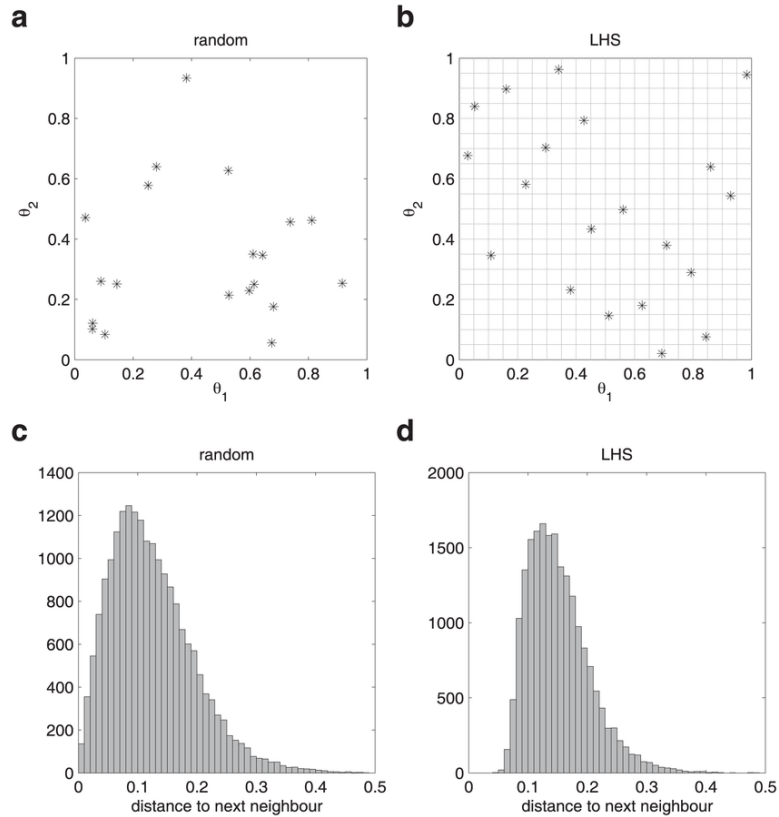 a
random
1
0.8
0.6
θ2
0.4
0.2
0
0 0.2 0.4 0.6 0.8 1
θ1
b
LHS
1
0.8
0.6
θ2
0.4
0.2
0
0 0.2 0.4 0.6 0.8 1
θ1
c
random
1400
1200
1000
800
600
400
200
0
0 0.1 0.2 0.3 0.4 0.5
distance to next neighbour
d
LHS
2000
1500
1000
500
0
0 0.1 0.2 0.3 0.4 0.5
distance to next neighbour